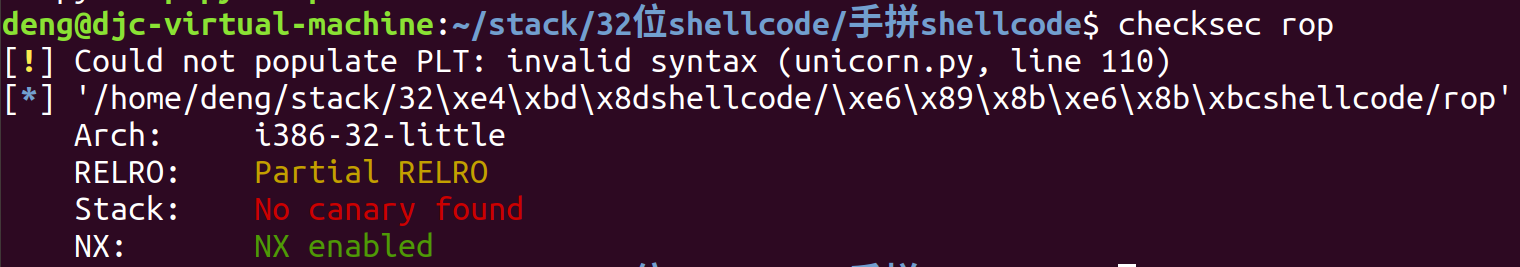 deng@djc-virtual-machine:~/stack/32位shellcode/手拼shellcode$ checksec rop
[!] Could not populate PLT: invalid syntax (unicorn.py, line 110)
[*] '/home/deng/stack/32\xe4\xbd\x8dshellcode/\xe6\x89\x8b\xe6\x8b\xbcshellcode/rop'
    Arch:     i386-32-little
    RELRO:    Partial RELRO
    Stack:    No canary found
    NX:       NX enabled